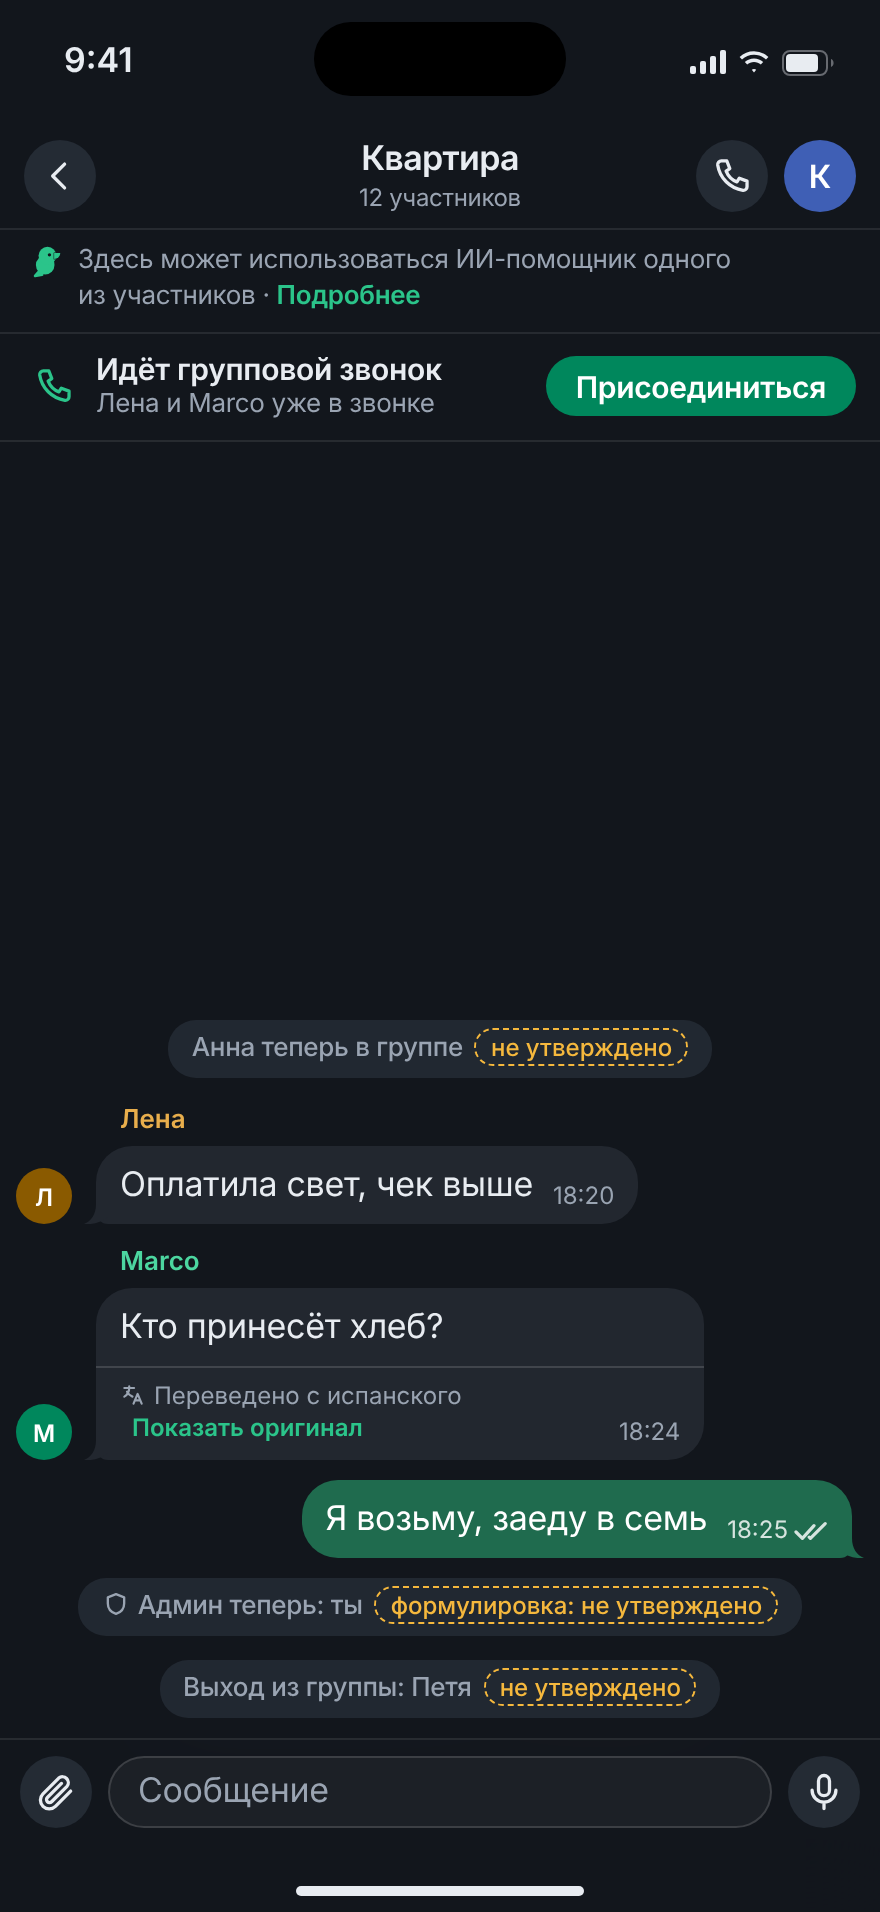 9:41
Квартира
12 участников
К
Здесь может использоваться ИИ-помощник одного
из участников · Подробнее
Идёт групповой звонок
Лена и Marco уже в звонке
Присоединиться
Анна теперь в группе не утверждено
Лена
Л
Оплатила свет, чек выше 18:20
Marco
Кто принесёт хлеб?
Переведено с испанского
Показать оригинал 18:24
М
Я возьму, заеду в семь 18:25
Админ теперь: ты формулировка: не утверждено
Выход из группы: Петя не утверждено
Сообщение